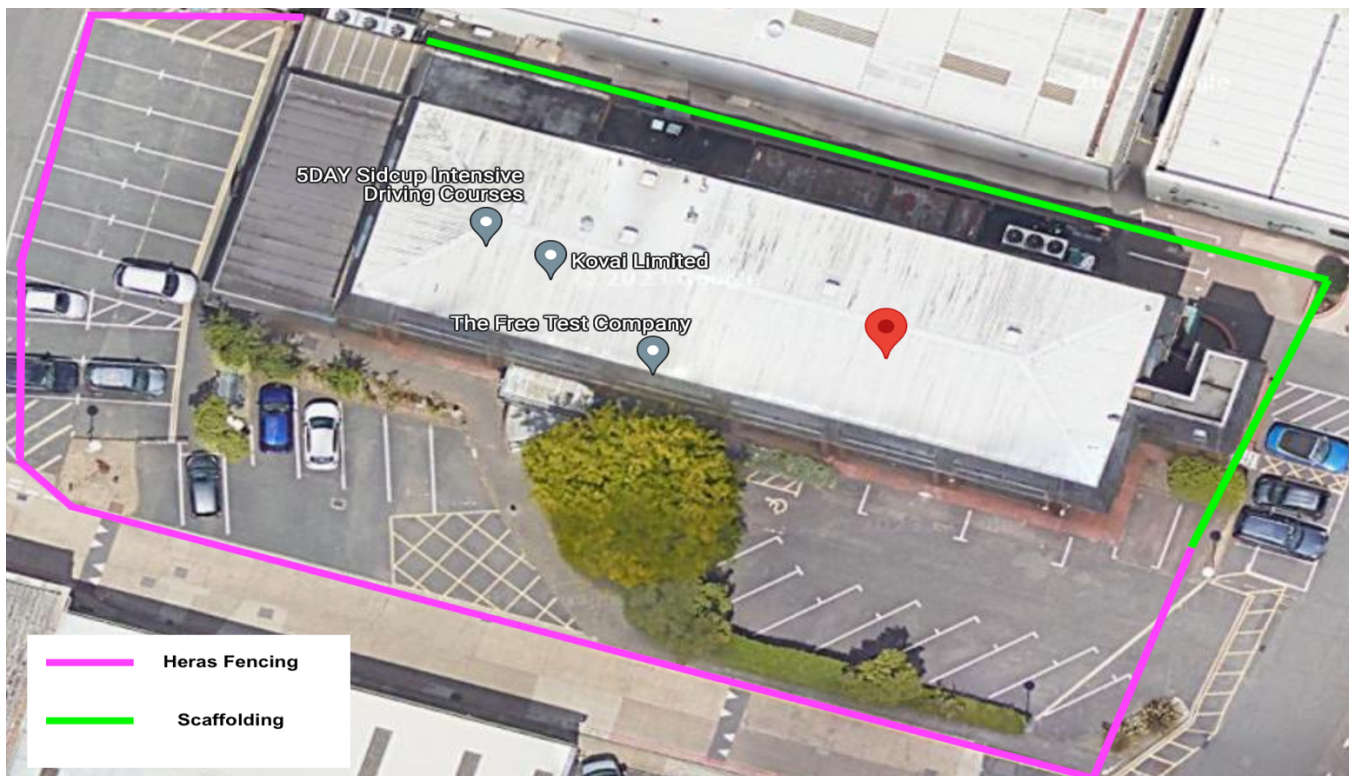 5DAY Sidcup Intensive
Driving Courses
Kovai Limited
The Free Test Company
Heras Fencing
Scaffolding